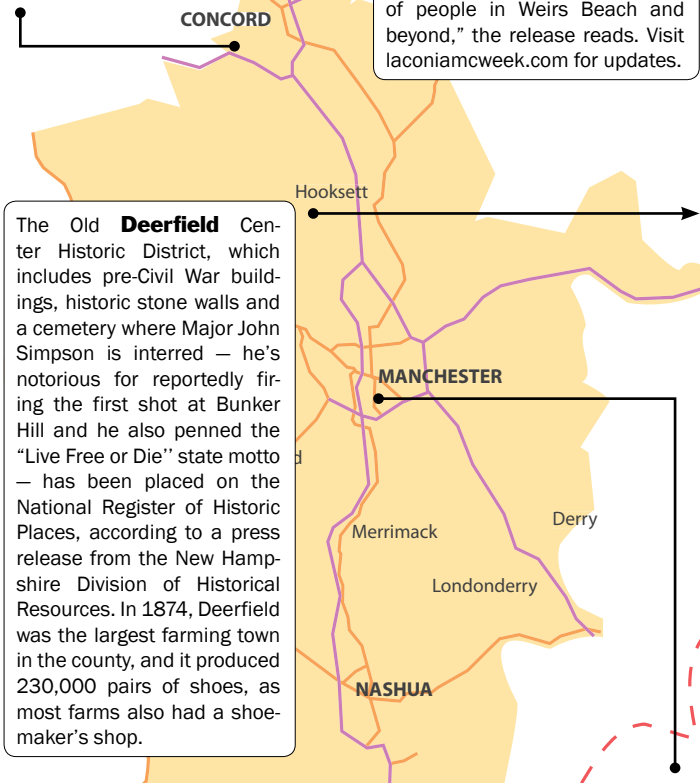 of people in Weirs Beach and
beyond,” the release reads. Visit
laconiamcweek.com for updates.
CONCORD
Hooksett
The Old Deerfield Cen-
ter Historic District, which
includes pre-Civil War build-
ings, historic stone walls and
a cemetery where Major John
Simpson is interred — he’s
notorious for reportedly fir-
ing the first shot at Bunker
Hill and he also penned the
“Live Free or Die’’ state motto
— has been placed on the
National Register of Historic
Places, according to a press
release from the New Hamp-
shire Division of Historical
Resources. In 1874, Deerfield
was the largest farming town
in the county, and it produced
230,000 pairs of shoes, as
most farms also had a shoe-
maker’s shop.
MANCHESTER
d
Merrimack
Derry
Londonderry
NASHUA